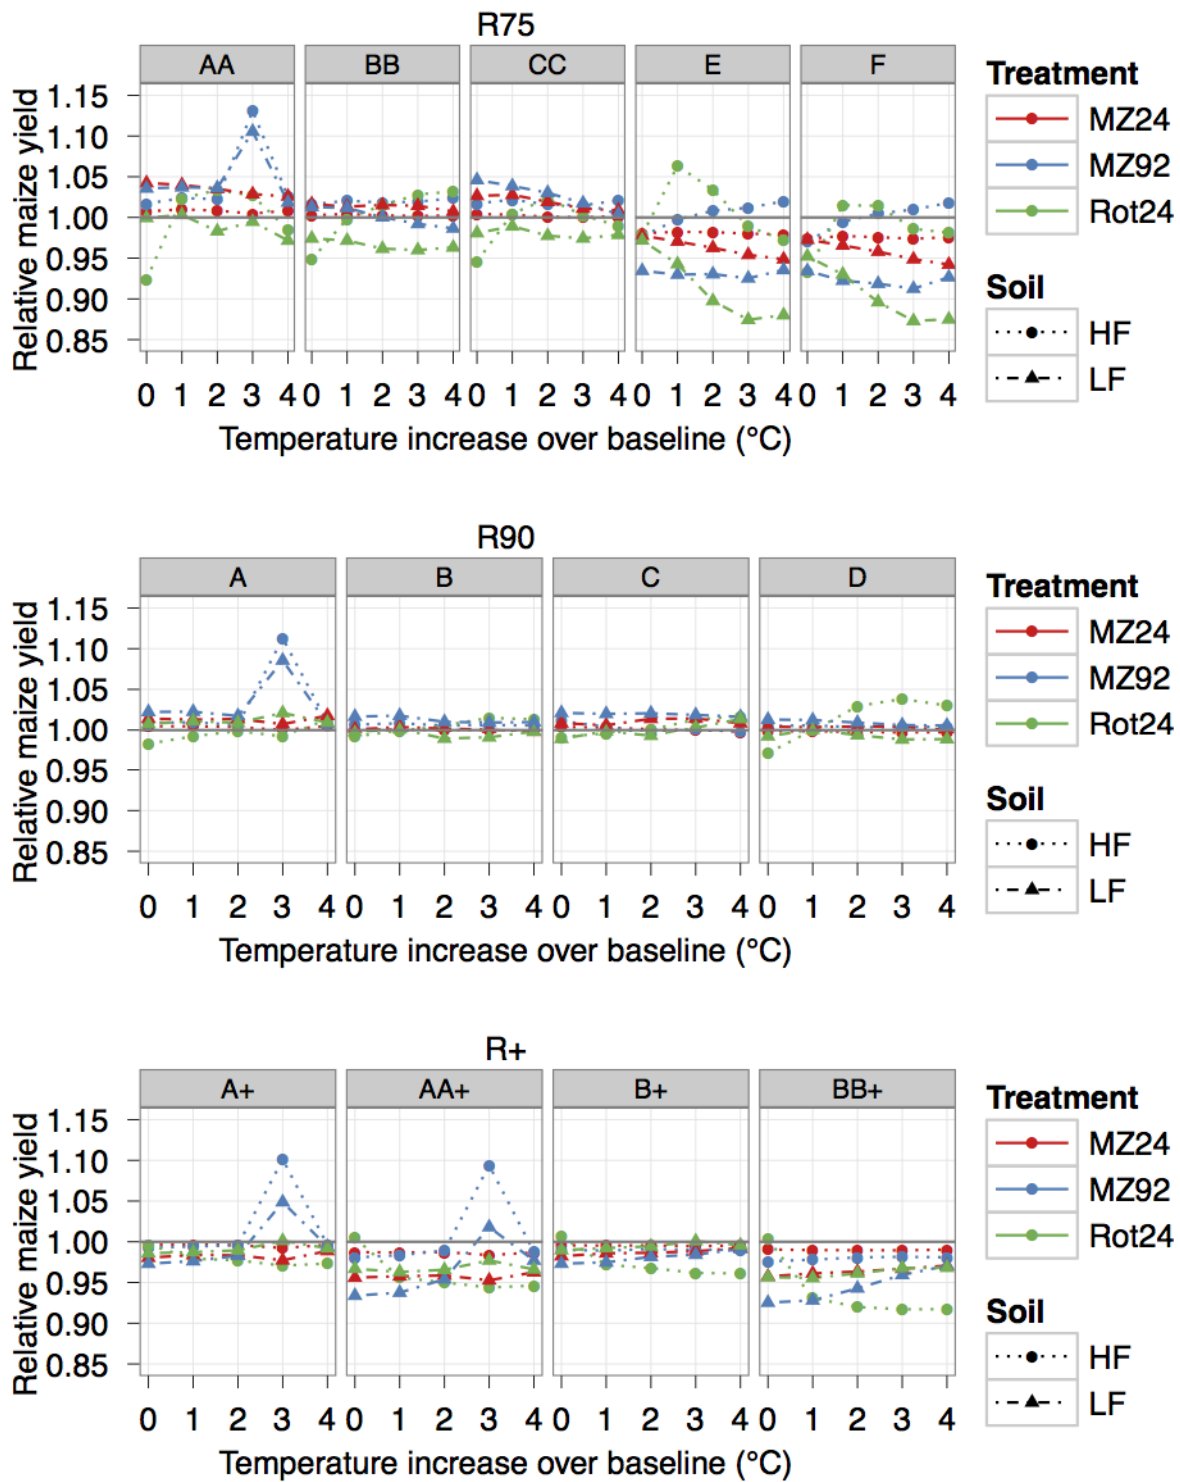 R75
AA BB CC E F
Relative maize yield
1.15
1.10
1.05
1.00
0.95
0.90
0.85
0 1 2 3 4 0 1 2 3 4 0 1 2 3 4 0 1 2 3 4 0 1 2 3 4
Temperature increase over baseline (°C)
Treatment
MZ24
MZ92
Rot24
Soil
HF
LF
R90
A B C D
Relative maize yield
1.15
1.10
1.05
1.00
0.95
0.90
0.85
0 1 2 3 4 0 1 2 3 4 0 1 2 3 4 0 1 2 3 4
Temperature increase over baseline (°C)
Treatment
MZ24
MZ92
Rot24
Soil
HF
LF
R+
A+ AA+ B+ BB+
Relative maize yield
1.15
1.10
1.05
1.00
0.95
0.90
0.85
0 1 2 3 4 0 1 2 3 4 0 1 2 3 4 0 1 2 3 4
Temperature increase over baseline (°C)
Treatment
MZ24
MZ92
Rot24
Soil
HF
LF